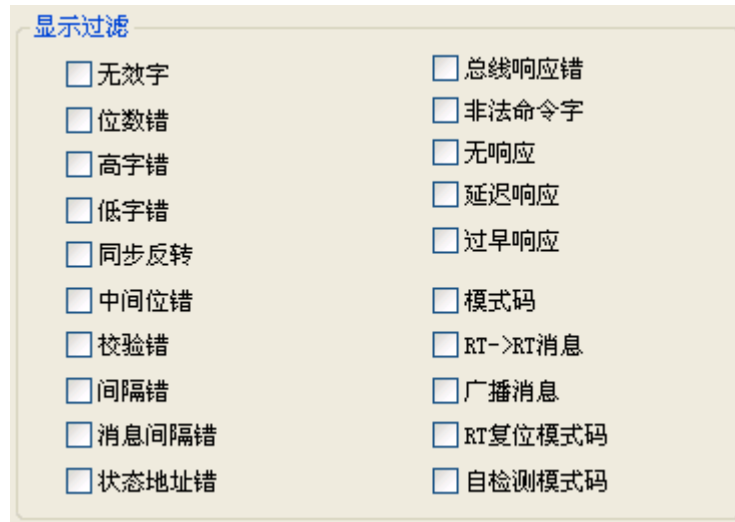 显示过滤
无效字
位数错
高字错
低字错
同步反转
中间位错
校验错
间隔错
消息间隔错
状态地址错
总线响应错
非法命令字
无响应
延迟响应
过早响应
模式码
RT->RT消息
广播消息
RT复位模式码
自检测模式码